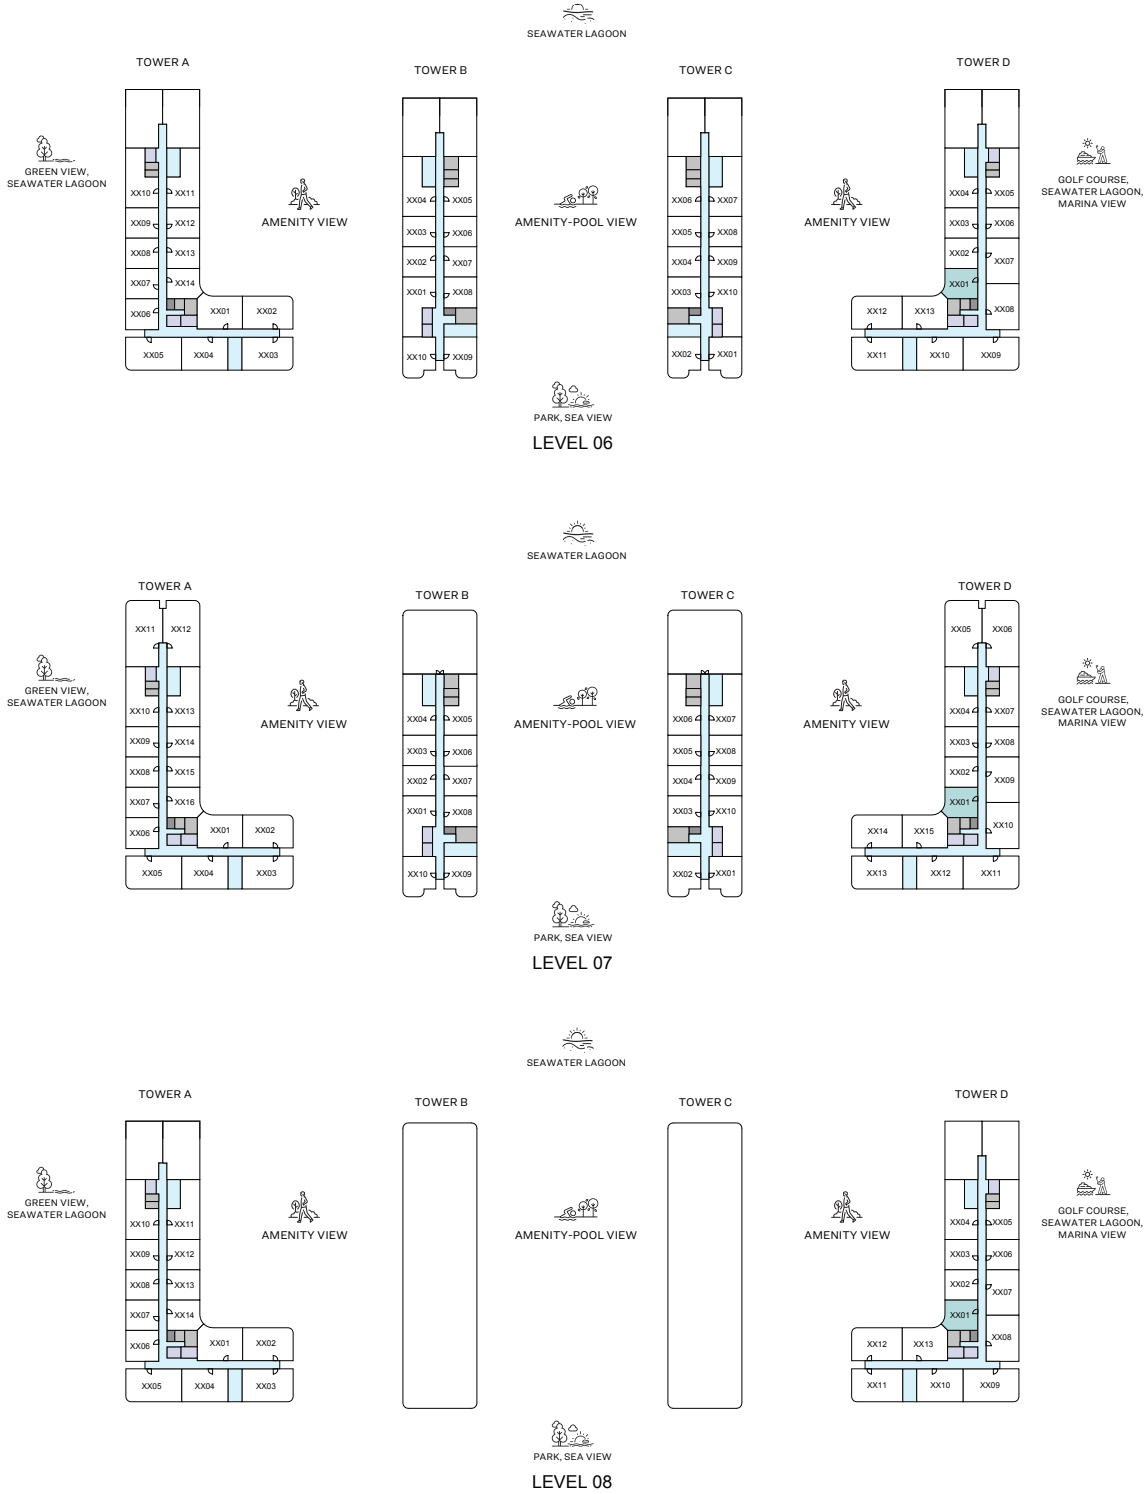 SEAWATER LAGOON
TOWER A
TOWER B
TOWER C
TOWER D
GREEN VIEW,
SEAWATER LAGOON
AMENITY VIEW
AMENITY-POOL VIEW
AMENITY VIEW
GOLF COURSE,
SEAWATER LAGOON,
MARINA VIEW
XX10 XX11
XX09 XX12
XX08 XX13
XX07 XX14
XX06 XX01 XX02
XX05 XX04 XX03
XX04 XX05
XX03 XX06
XX02 XX07
XX01 XX08
XX10 XX09
XX06 XX07
XX05 XX08
XX04 XX09
XX03 XX10
XX02 XX01
XX04 XX05
XX03 XX06
XX02 XX07
XX01
XX12 XX13 XX08
XX11 XX10 XX09
PARK, SEA VIEW
LEVEL 06
SEAWATER LAGOON
TOWER A
TOWER B
TOWER C
TOWER D
GREEN VIEW,
SEAWATER LAGOON
AMENITY VIEW
AMENITY-POOL VIEW
AMENITY VIEW
GOLF COURSE,
SEAWATER LAGOON,
MARINA VIEW
XX11 XX12
XX10 XX13
XX09 XX14
XX08 XX15
XX07 XX16
XX06 XX01 XX02
XX05 XX04 XX03
XX04 XX05
XX03 XX06
XX02 XX07
XX01 XX08
XX10 XX09
XX06 XX07
XX05 XX08
XX04 XX09
XX03 XX10
XX02 XX01
XX05 XX06
XX04 XX07
XX03 XX08
XX02 XX09
XX01
XX14 XX15 XX10
XX13 XX12 XX11
PARK, SEA VIEW
LEVEL 07
SEAWATER LAGOON
TOWER A
TOWER B
TOWER C
TOWER D
GREEN VIEW,
SEAWATER LAGOON
AMENITY VIEW
AMENITY-POOL VIEW
AMENITY VIEW
GOLF COURSE,
SEAWATER LAGOON,
MARINA VIEW
XX10 XX11
XX09 XX12
XX08 XX13
XX07 XX14
XX06 XX01 XX02
XX05 XX04 XX03
XX04 XX05
XX03 XX06
XX02 XX07
XX01
XX12 XX13 XX08
XX11 XX10 XX09
PARK, SEA VIEW
LEVEL 08